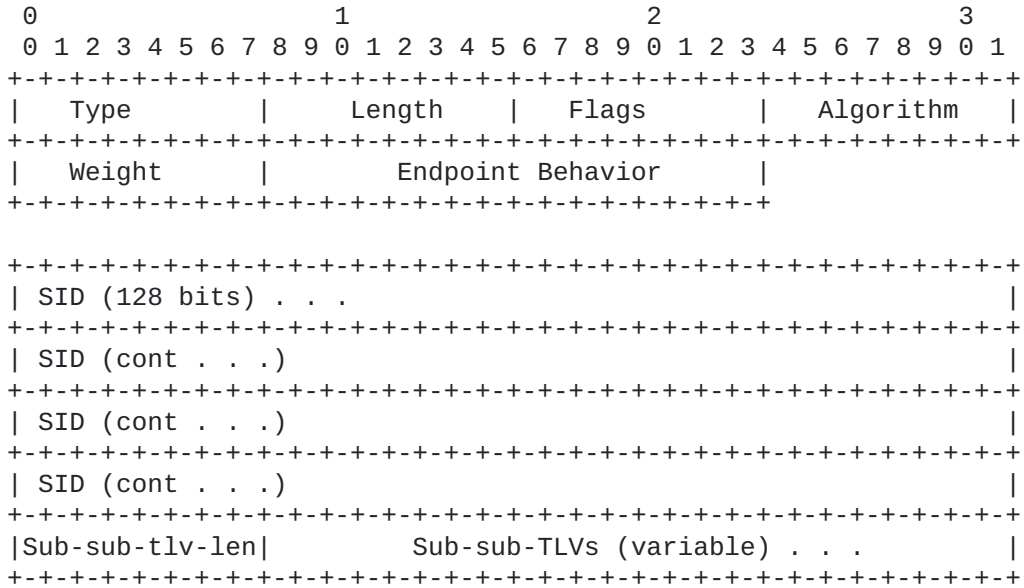 0                   1                   2                   3
 0 1 2 3 4 5 6 7 8 9 0 1 2 3 4 5 6 7 8 9 0 1 2 3 4 5 6 7 8 9 0 1
+-+-+-+-+-+-+-+-+-+-+-+-+-+-+-+-+-+-+-+-+-+-+-+-+-+-+-+-+-+-+-+-+
|   Type        |     Length    |   Flags       |   Algorithm   |
+-+-+-+-+-+-+-+-+-+-+-+-+-+-+-+-+-+-+-+-+-+-+-+-+-+-+-+-+-+-+-+-+
|   Weight      |        Endpoint Behavior      |
+-+-+-+-+-+-+-+-+-+-+-+-+-+-+-+-+-+-+-+-+-+-+-+-+

+-+-+-+-+-+-+-+-+-+-+-+-+-+-+-+-+-+-+-+-+-+-+-+-+-+-+-+-+-+-+-+-+
| SID (128 bits) . . .                                          |
+-+-+-+-+-+-+-+-+-+-+-+-+-+-+-+-+-+-+-+-+-+-+-+-+-+-+-+-+-+-+-+-+
| SID (cont . . .)                                              |
+-+-+-+-+-+-+-+-+-+-+-+-+-+-+-+-+-+-+-+-+-+-+-+-+-+-+-+-+-+-+-+-+
| SID (cont . . .)                                              |
+-+-+-+-+-+-+-+-+-+-+-+-+-+-+-+-+-+-+-+-+-+-+-+-+-+-+-+-+-+-+-+-+
| SID (cont . . .)                                              |
+-+-+-+-+-+-+-+-+-+-+-+-+-+-+-+-+-+-+-+-+-+-+-+-+-+-+-+-+-+-+-+-+
|Sub-sub-tlv-len|         Sub-sub-TLVs (variable) . . .         |
+-+-+-+-+-+-+-+-+-+-+-+-+-+-+-+-+-+-+-+-+-+-+-+-+-+-+-+-+-+-+-+-+